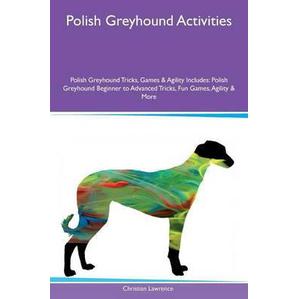 Polish Greyhound Activities
Polish Greyhound Tricks, Games & Agility Includes: Polish
Greyhound Beginner to Advanced Tricks, Fun Games, Agility &
More
Christian Lawrence